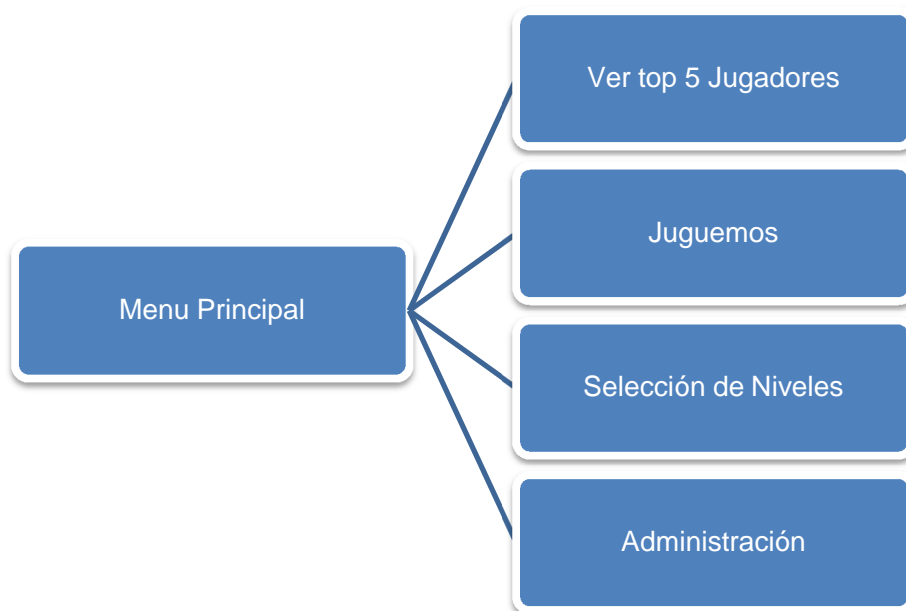 Menu Principal
Ver top 5 Jugadores
Juguemos
Selección de Niveles
Administración